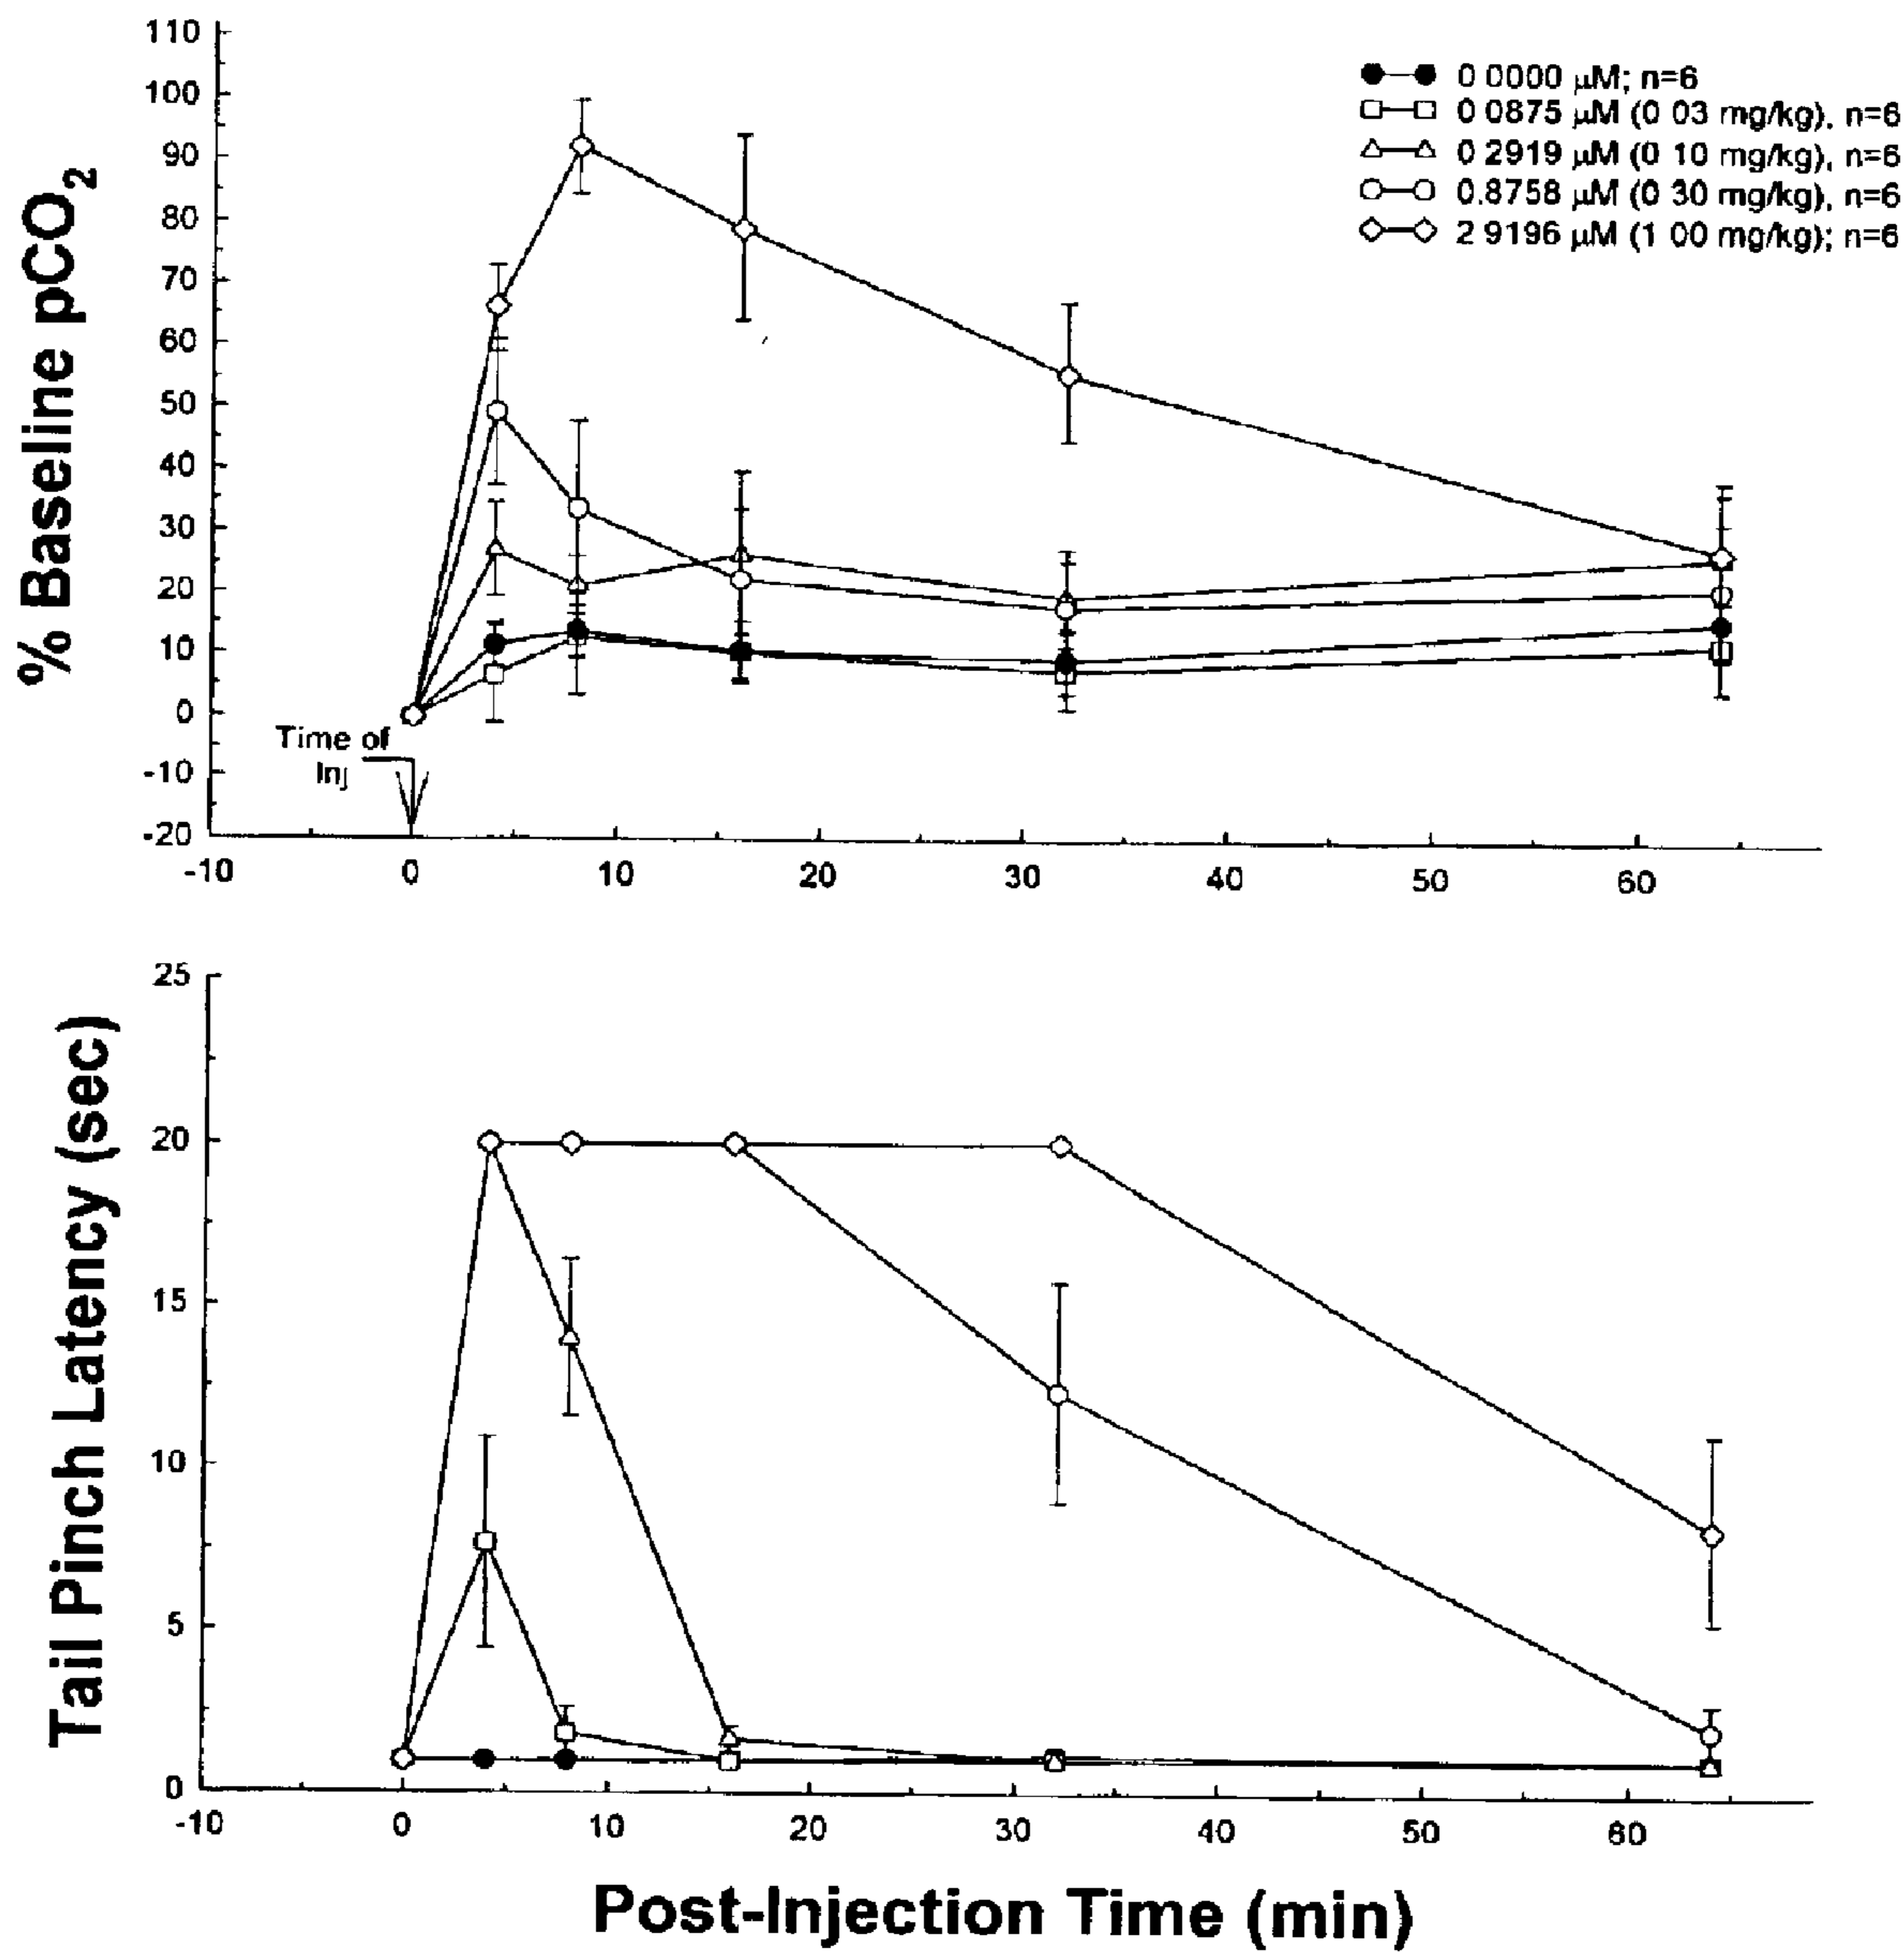 % Baseline pCO2
110
100
90
80
70
60
50
40
30
20
10
0
-10
-20
0 0000 µM; n=6
0 0875 µM (0 03 mg/kg), n=6
0 2919 µM (0 10 mg/kg), n=6
0.8758 µM (0 30 mg/kg), n=6
2 9196 µM (1 00 mg/kg); n=6
Time of
Inj
-10 0 10 20 30 40 50 60
Tail Pinch Latency (sec)
25
20
15
10
5
0
-10 0 10 20 30 40 50 60
Post-Injection Time (min)